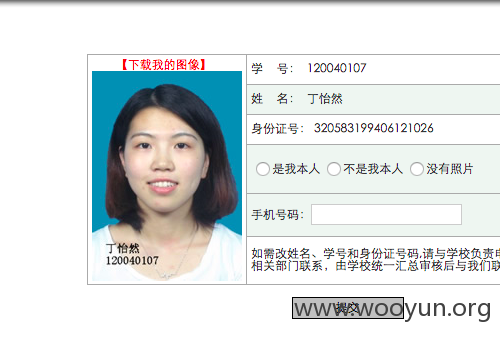 【下载我的图像】
学 号： 120040107
姓 名： 丁怡然
身份证号： 320583199406121026
是我本人 不是我本人 没有照片
手机号码：
丁怡然
120040107
如需改姓名、学号和身份证号码,请与学校负责
相关部门联系，由学校统一汇总审核后与我们联
提交
www.wooyun.org